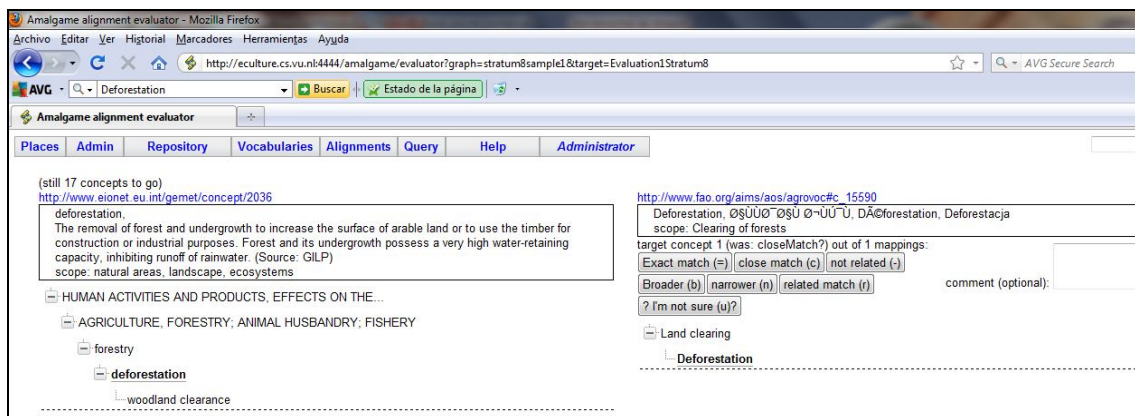 Amalgame alignment evaluator - Mozilla Firefox
Archivo Editar Ver Historial Marcadores Herramientas Ayuda
http://eculture.cs.vu.nl:4444/amalgame/evaluator?graph=stratum8sample1&target=Evaluation1Stratum8 AVG Secure Search
AVG Deforestation Buscar Estado de la página
Amalgame alignment evaluator
Places Admin Repository Vocabularies Alignments Query Help Administrator
(still 17 concepts to go)
http://www.eionet.eu.int/gemet/concept/2036
deforestation,
The removal of forest and undergrowth to increase the surface of arable land or to use the timber for
construction or industrial purposes. Forest and its undergrowth possess a very high water-retaining
capacity, inhibiting runoff of rainwater. (Source: GILP)
scope: natural areas, landscape, ecosystems
HUMAN ACTIVITIES AND PRODUCTS, EFFECTS ON THE...
AGRICULTURE, FORESTRY; ANIMAL HUSBANDRY; FISHERY
forestry
deforestation
woodland clearance
http://www.fao.org/aims/aos/agrovoc#c_15590
Deforestation, DÃ©forestation, Deforestacja
scope: Clearing of forests
target concept 1 (was: closeMatch?) out of 1 mappings:
Exact match (=) close match (c) not related (-)
Broader (b) narrower (n) related match (r) comment (optional):
? I'm not sure (u)?
Land clearing
Deforestation